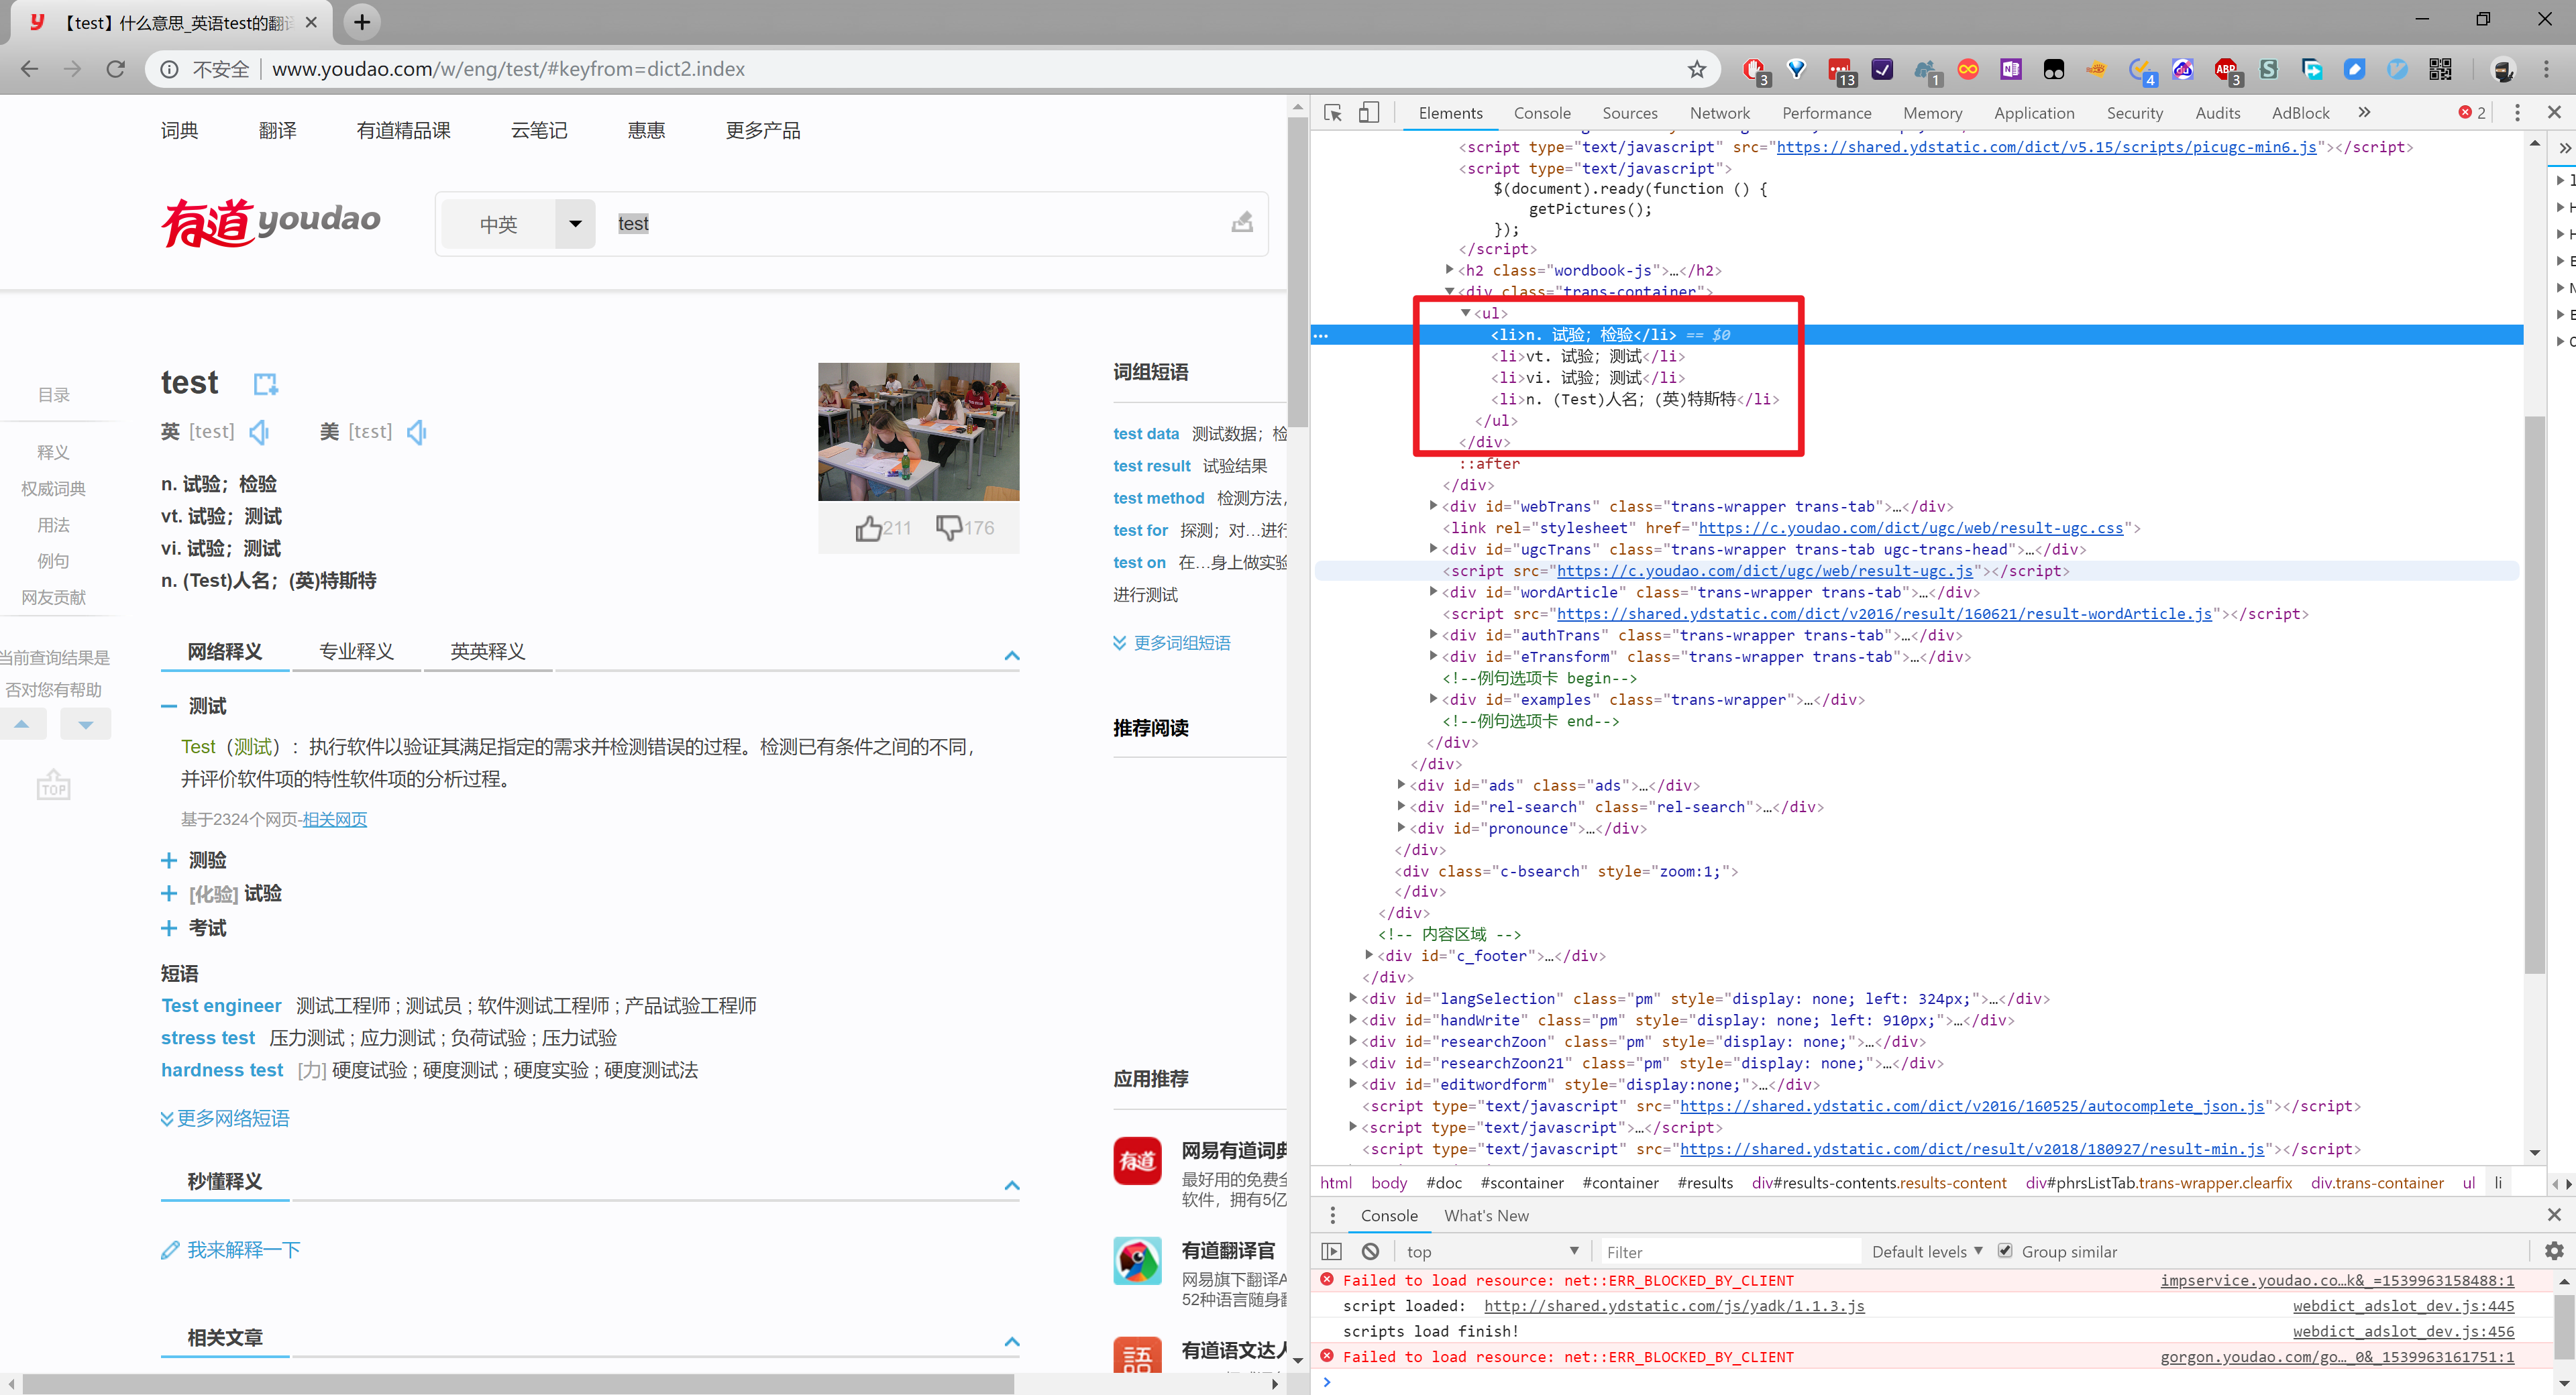 【test】什么意思_英语test的翻译
不安全 | www.youdao.com/w/eng/test/#keyfrom=dict2.index
3
13
1
4
ABP 3
词典 翻译 有道精品课 云笔记 惠惠 更多产品
有道 youdao
中英 test
目录
释义
权威词典
用法
例句
网友贡献
当前查询结果是
否对您有帮助
TOP
test
英 [test] 美 [tɛst]
n. 试验；检验
vt. 试验；测试
vi. 试验；测试
n. (Test)人名；(英)特斯特
211 176
网络释义 专业释义 英英释义
测试
Test（测试）：执行软件以验证其满足指定的需求并检测错误的过程。检测已有条件之间的不同，
并评价软件项的特性软件项的分析过程。
基于2324个网页-相关网页
测验
[化验] 试验
考试
短语
Test engineer 测试工程师 ; 测试员 ; 软件测试工程师 ; 产品试验工程师
stress test 压力测试 ; 应力测试 ; 负荷试验 ; 压力试验
hardness test [力] 硬度试验 ; 硬度测试 ; 硬度实验 ; 硬度测试法
更多网络短语
秒懂释义
我来解释一下
相关文章
词组短语
test data 测试数据；检
test result 试验结果
test method 检测方法，
test for 探测；对…进行
test on 在…身上做实验
进行测试
更多词组短语
推荐阅读
应用推荐
有道
网易有道词典
最好用的免费全
软件，拥有5亿
有道翻译官
网易旗下翻译A
52种语言随身翻
語
有道语文达人
Elements Console Sources Network Performance Memory Application Security Audits AdBlock 2
<script type="text/javascript" src="https://shared.ydstatic.com/dict/v5.15/scripts/picugc-min6.js"></script>
<script type="text/javascript">
$(document).ready(function () {
getPictures();
});
</script>
<h2 class="wordbook-js">…</h2>
<div class="trans-container">
<ul>
<li>n. 试验；检验</li> == $0
<li>vt. 试验；测试</li>
<li>vi. 试验；测试</li>
<li>n. (Test)人名；(英)特斯特</li>
</ul>
</div>
::after
</div>
<div id="webTrans" class="trans-wrapper trans-tab">…</div>
<link rel="stylesheet" href="https://c.youdao.com/dict/ugc/web/result-ugc.css">
<div id="ugcTrans" class="trans-wrapper trans-tab ugc-trans-head">…</div>
<script src="https://c.youdao.com/dict/ugc/web/result-ugc.js"></script>
<div id="wordArticle" class="trans-wrapper trans-tab">…</div>
<script src="https://shared.ydstatic.com/dict/v2016/result/160621/result-wordArticle.js"></script>
<div id="authTrans" class="trans-wrapper trans-tab">…</div>
<div id="eTransform" class="trans-wrapper trans-tab">…</div>
<!--例句选项卡 begin-->
<div id="examples" class="trans-wrapper">…</div>
<!--例句选项卡 end-->
</div>
</div>
<div id="ads" class="ads">…</div>
<div id="rel-search" class="rel-search">…</div>
<div id="pronounce">…</div>
</div>
<div class="c-bsearch" style="zoom:1;">
</div>
</div>
<!-- 内容区域 -->
<div id="c_footer">…</div>
</div>
<div id="langSelection" class="pm" style="display: none; left: 324px;">…</div>
<div id="handWrite" class="pm" style="display: none; left: 910px;">…</div>
<div id="researchZoon" class="pm" style="display: none;">…</div>
<div id="researchZoon21" class="pm" style="display: none;">…</div>
<div id="editwordform" style="display:none;">…</div>
<script type="text/javascript" src="https://shared.ydstatic.com/dict/v2016/160525/autocomplete_json.js"></script>
<script type="text/javascript">…</script>
<script type="text/javascript" src="https://shared.ydstatic.com/dict/result/v2018/180927/result-min.js"></script>
html body #doc #scontainer #container #results div#results-contents.results-content div#phrsListTab.trans-wrapper.clearfix div.trans-container ul li
Console What's New
top Filter Default levels Group similar
Failed to load resource: net::ERR_BLOCKED_BY_CLIENT impservice.youdao.co…k&_=1539963158488:1
script loaded: http://shared.ydstatic.com/js/yadk/1.1.3.js webdict_adslot_dev.js:445
scripts load finish! webdict_adslot_dev.js:456
Failed to load resource: net::ERR_BLOCKED_BY_CLIENT gorgon.youdao.com/go…_0&_1539963161751:1